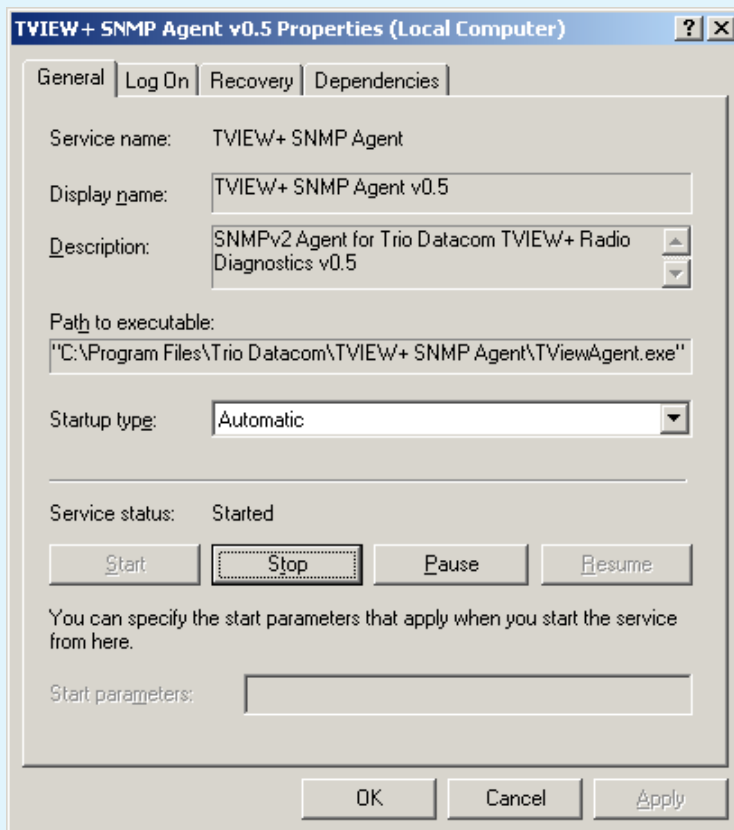 TVIEW+ SNMP Agent v0.5 Properties (Local Computer)
General Log On Recovery Dependencies
Service name: TVIEW+ SNMP Agent
Display name: TVIEW+ SNMP Agent v0.5
Description: SNMPv2 Agent for Trio Datacom TVIEW+ Radio
Diagnostics v0.5
Path to executable:
"C:\Program Files\Trio Datacom\TVIEW+ SNMP Agent\TViewAgent.exe"
Startup type: Automatic
Service status: Started
Start Stop Pause Resume
You can specify the start parameters that apply when you start the service
from here.
Start parameters:
OK Cancel Apply